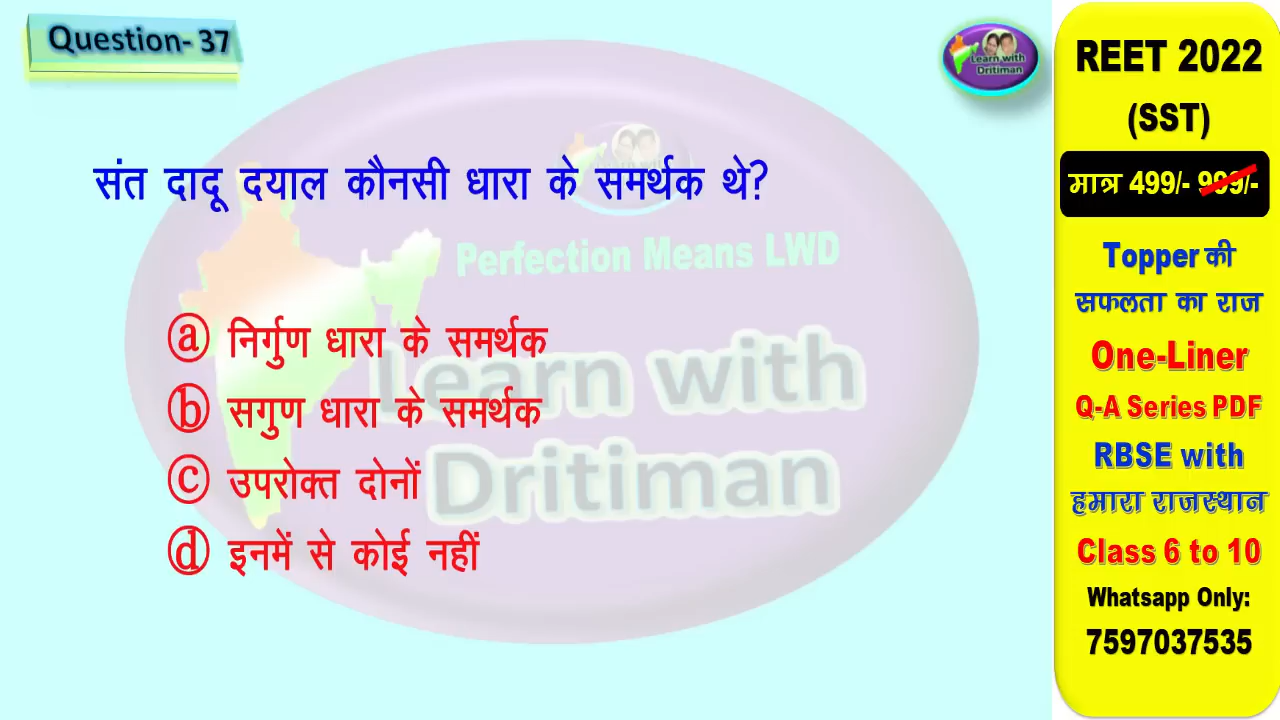 Question- 37
Learn with
Dritiman
संत दादू दयाल कौनसी धारा के समर्थक थे?
Perfection Means LWD
Learn with
Dritiman
ⓐ निर्गुण धारा के समर्थक
ⓑ सगुण धारा के समर्थक
ⓒ उपरोक्त दोनों
ⓓ इनमें से कोई नहीं
REET 2022
(SST)
मात्र 499/- 999/-
Topper की
सफलता का राज
One-Liner
Q-A Series PDF
RBSE with
हमारा राजस्थान
Class 6 to 10
Whatsapp Only:
7597037535